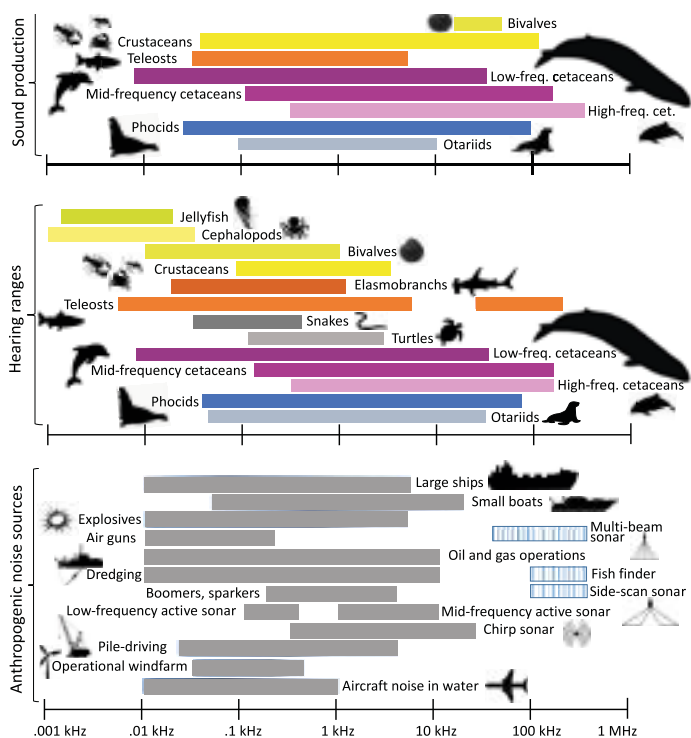 Sound production
Bivalves
Crustaceans
Teleosts
Low-freq. cetaceans
Mid-frequency cetaceans
High-freq. cet.
Phocids
Otariids
Hearing ranges
Jellyfish
Cephalopods
Bivalves
Crustaceans
Elasmobranchs
Teleosts
Snakes
Turtles
Low-freq. cetaceans
Mid-frequency cetaceans
High-freq. cetaceans
Phocids
Otariids
Anthropogenic noise sources
Large ships
Small boats
Explosives
Multi-beam
sonar
Air guns
Oil and gas operations
Dredging
Fish finder
Side-scan sonar
Boomers, sparkers
Low-frequency active sonar
Mid-frequency active sonar
Chirp sonar
Pile-driving
Operational windfarm
Aircraft noise in water
.001 kHz
.01 kHz
.1 kHz
1 kHz
10 kHz
100 kHz
1 MHz